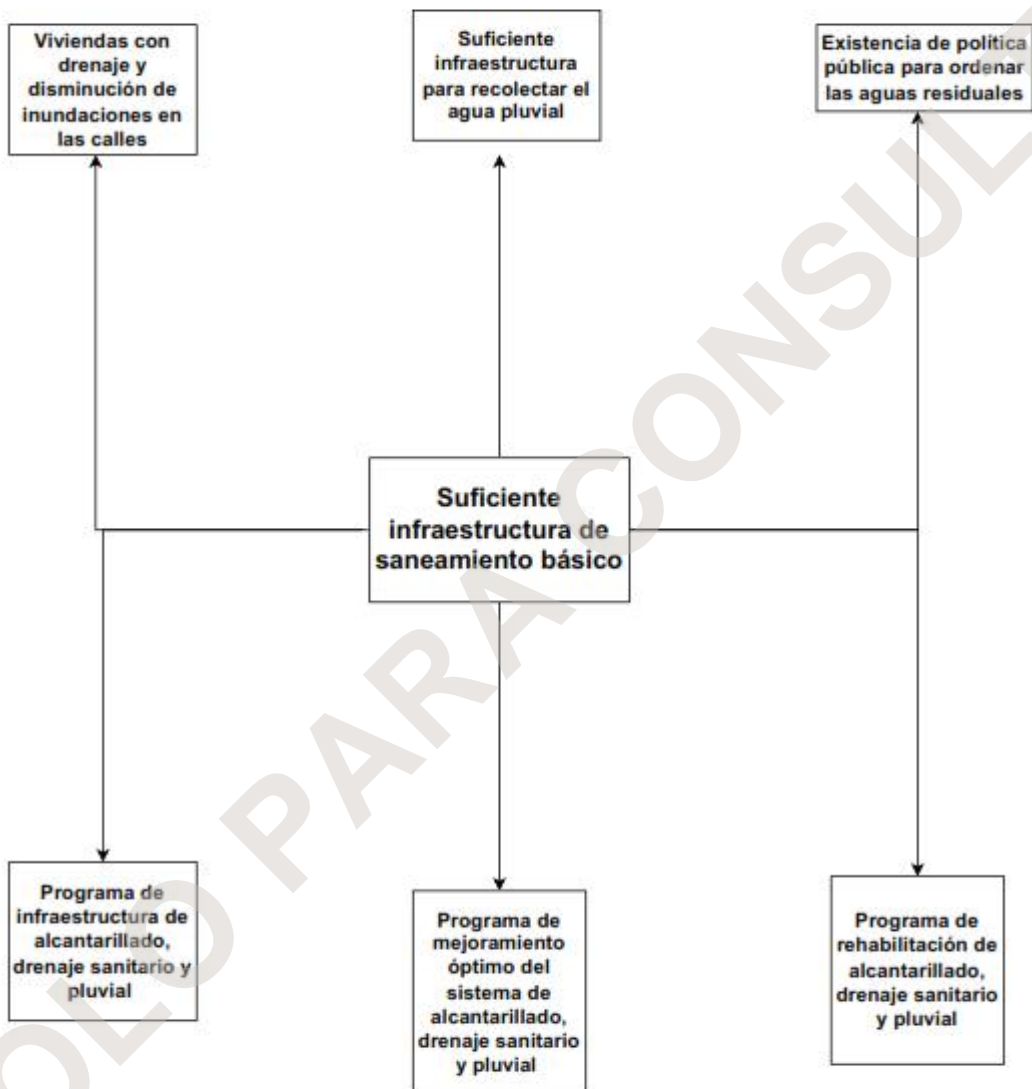 Viviendas con
drenaje y
disminución de
inundaciones en
las calles
Suficiente
infraestructura
para recolectar el
agua pluvial
Existencia de política
pública para ordenar
las aguas residuales
Suficiente
infraestructura de
saneamiento básico
Programa de
infraestructura de
alcantarillado,
drenaje sanitario y
pluvial
Programa de
mejoramiento
óptimo del
sistema de
alcantarillado,
drenaje sanitario
y pluvial
Programa de
rehabilitación de
alcantarillado,
drenaje sanitario
y pluvial
OLO PARA CONSULT